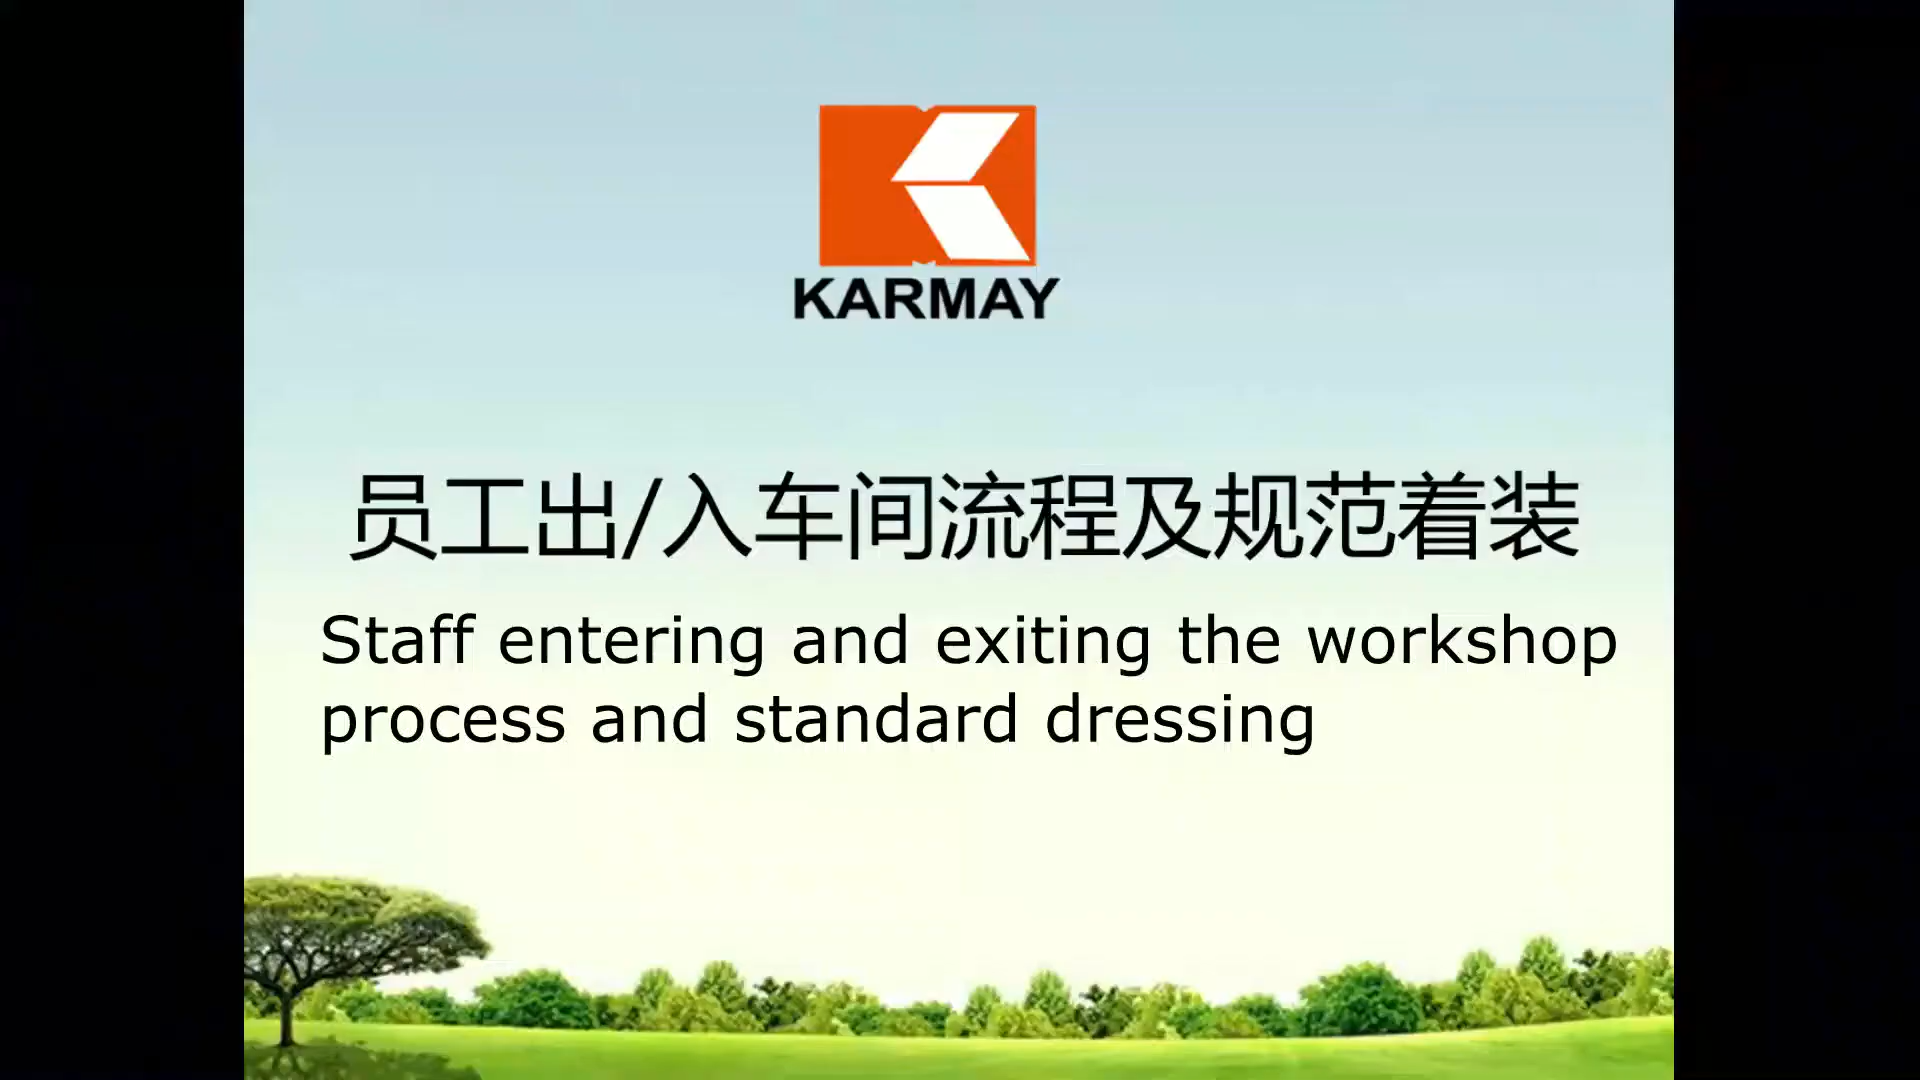 KARMAY
员工出/入车间流程及规范着装
Staff entering and exiting the workshop
process and standard dressing